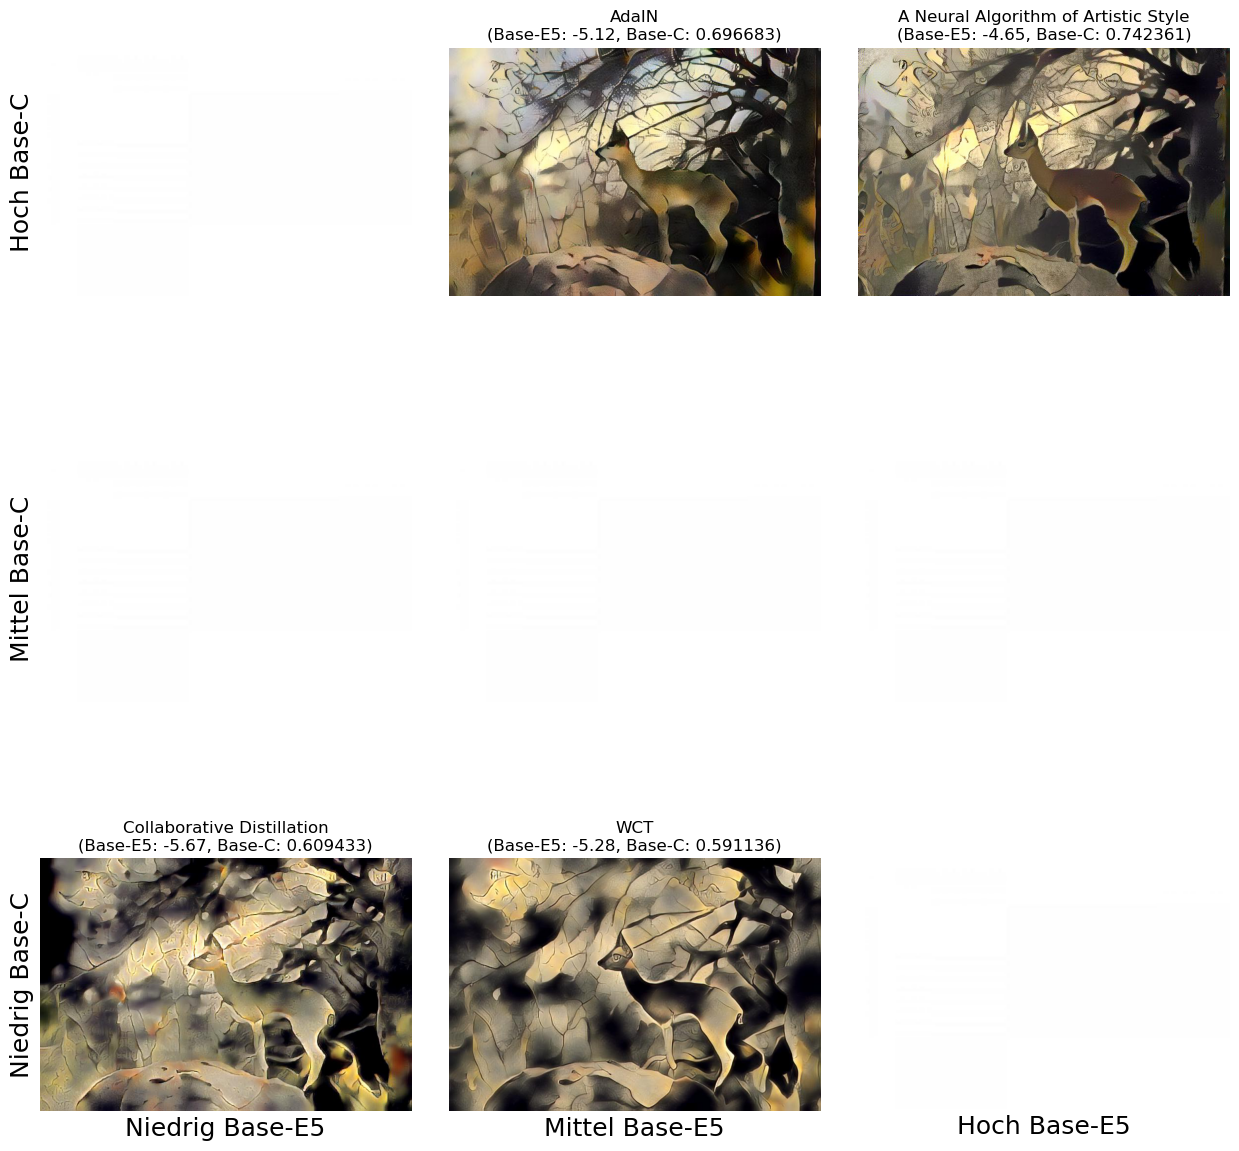 AdaIN
(Base-E5: -5.12, Base-C: 0.696683)
A Neural Algorithm of Artistic Style
(Base-E5: -4.65, Base-C: 0.742361)
Hoch Base-C
Mittel Base-C
Collaborative Distillation
(Base-E5: -5.67, Base-C: 0.609433)
WCT
(Base-E5: -5.28, Base-C: 0.591136)
Niedrig Base-C
Niedrig Base-E5
Mittel Base-E5
Hoch Base-E5